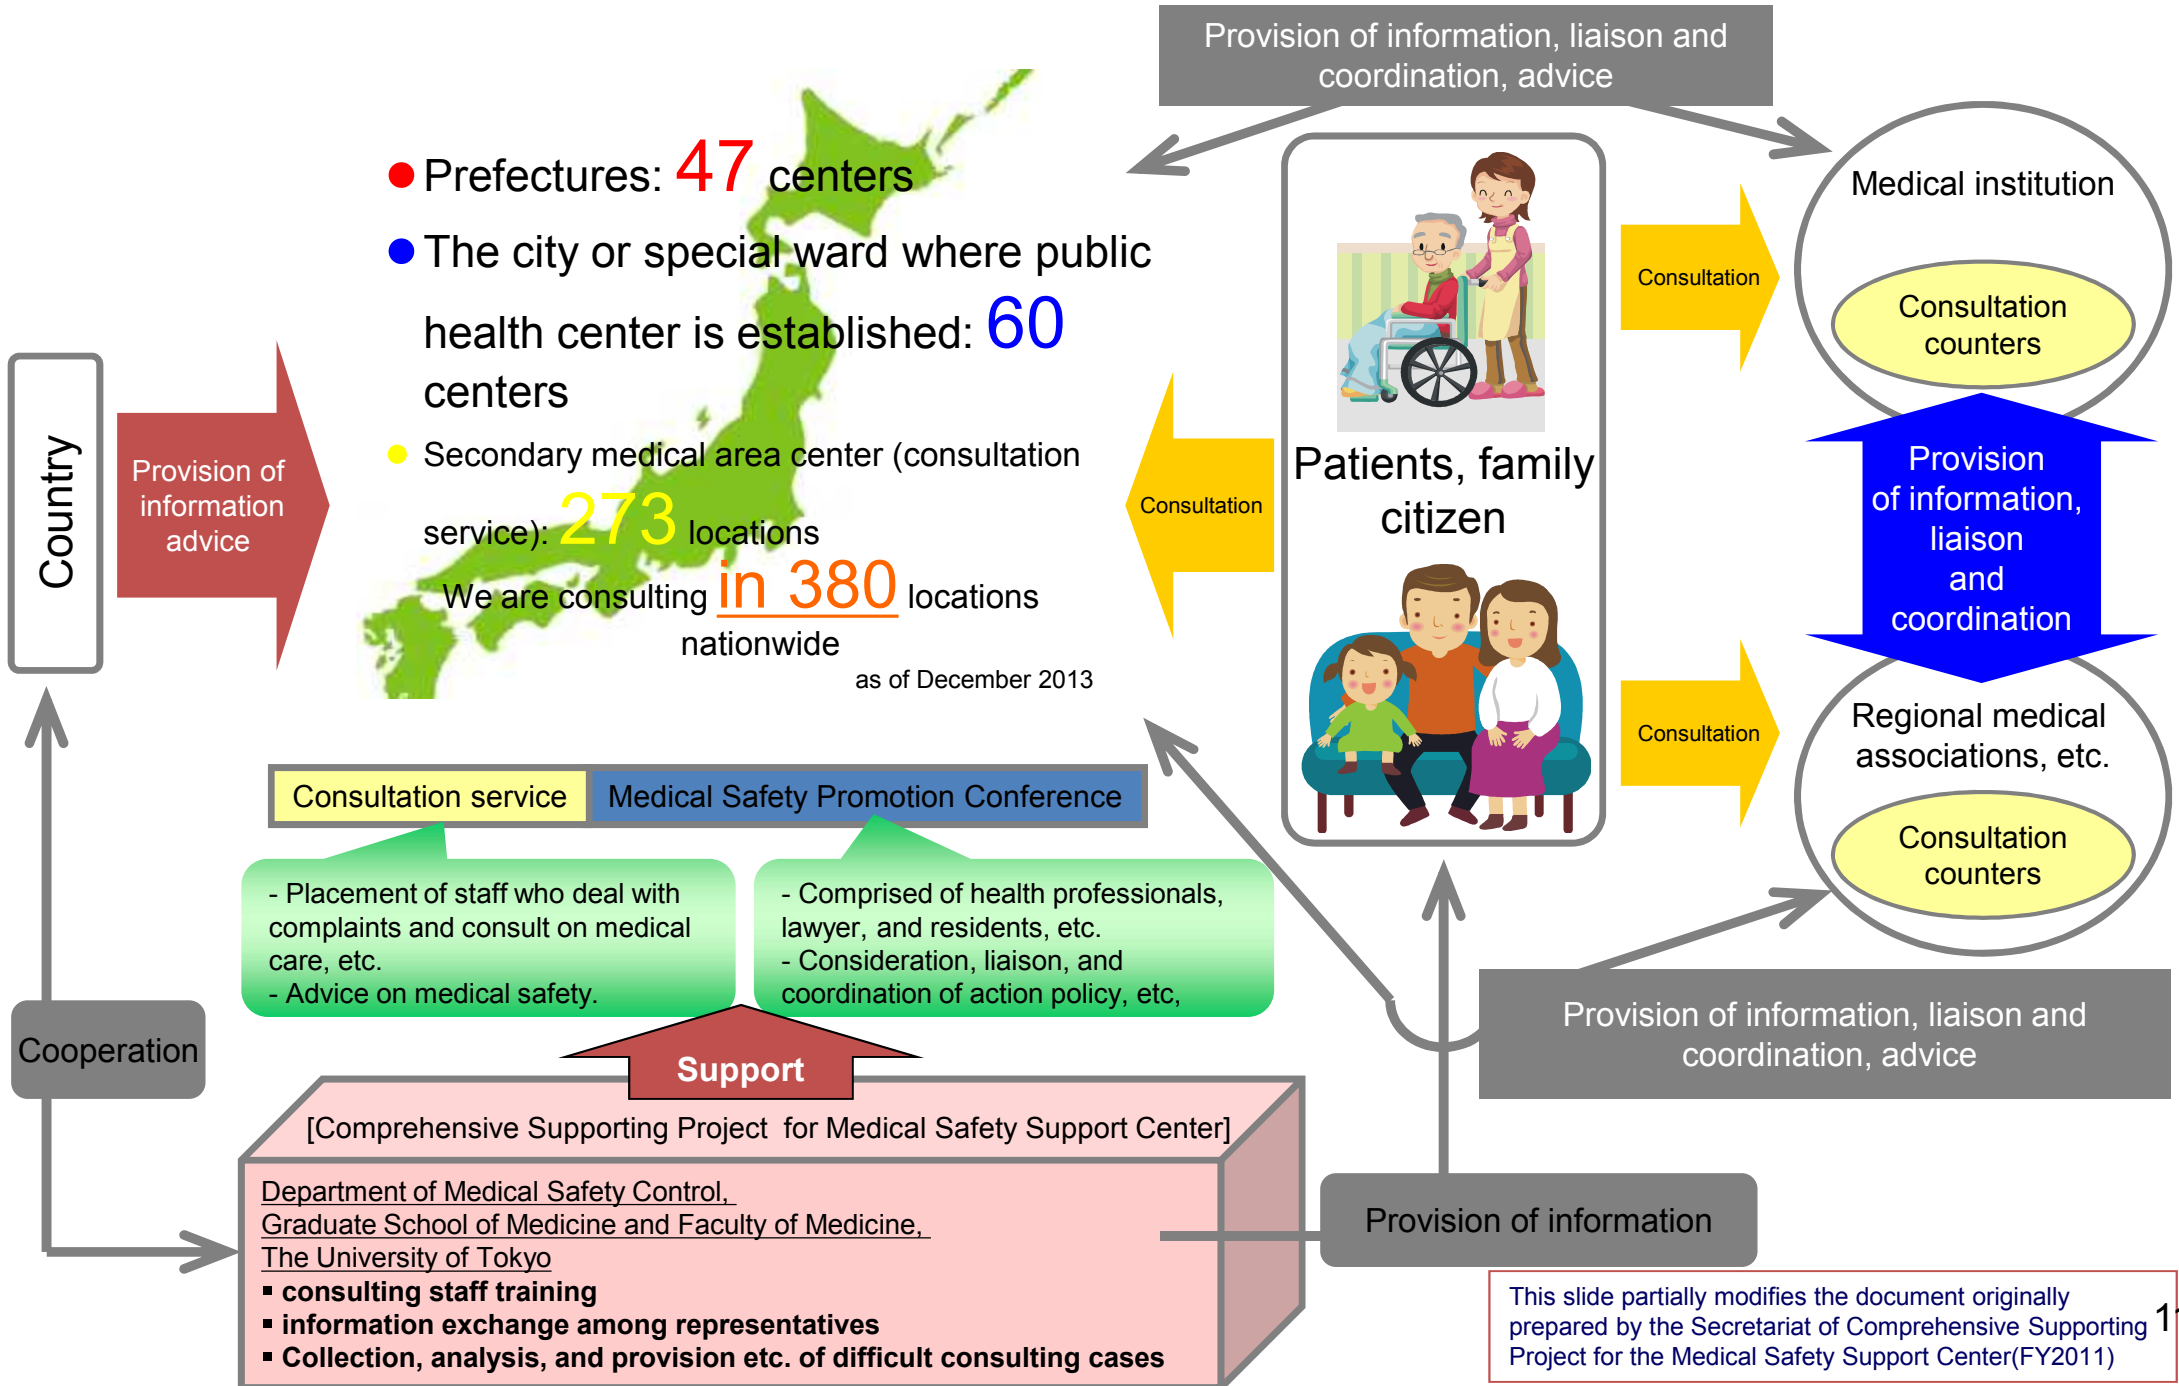 Provision of information, liaison and
coordination, advice
● Prefectures: 47 centers
● The city or special ward where public
health center is established: 60
centers
● Secondary medical area center (consultation
service): 273 locations
We are consulting in 380 locations
nationwide
as of December 2013
Country
Provision of
information
advice
Consultation
Patients, family
citizen
Consultation
Consultation
Medical institution
Consultation
counters
Provision
of information,
liaison
and
coordination
Regional medical
associations, etc.
Consultation
counters
Consultation service
Medical Safety Promotion Conference
- Placement of staff who deal with
complaints and consult on medical
care, etc.
- Advice on medical safety.
- Comprised of health professionals,
lawyer, and residents, etc.
- Consideration, liaison, and
coordination of action policy, etc,
Provision of information, liaison and
coordination, advice
Cooperation
Support
[Comprehensive Supporting Project for Medical Safety Support Center]
Department of Medical Safety Control,
Graduate School of Medicine and Faculty of Medicine,
The University of Tokyo
▪ consulting staff training
▪ information exchange among representatives
▪ Collection, analysis, and provision etc. of difficult consulting cases
Provision of information
This slide partially modifies the document originally
prepared by the Secretariat of Comprehensive Supporting
Project for the Medical Safety Support Center(FY2011)